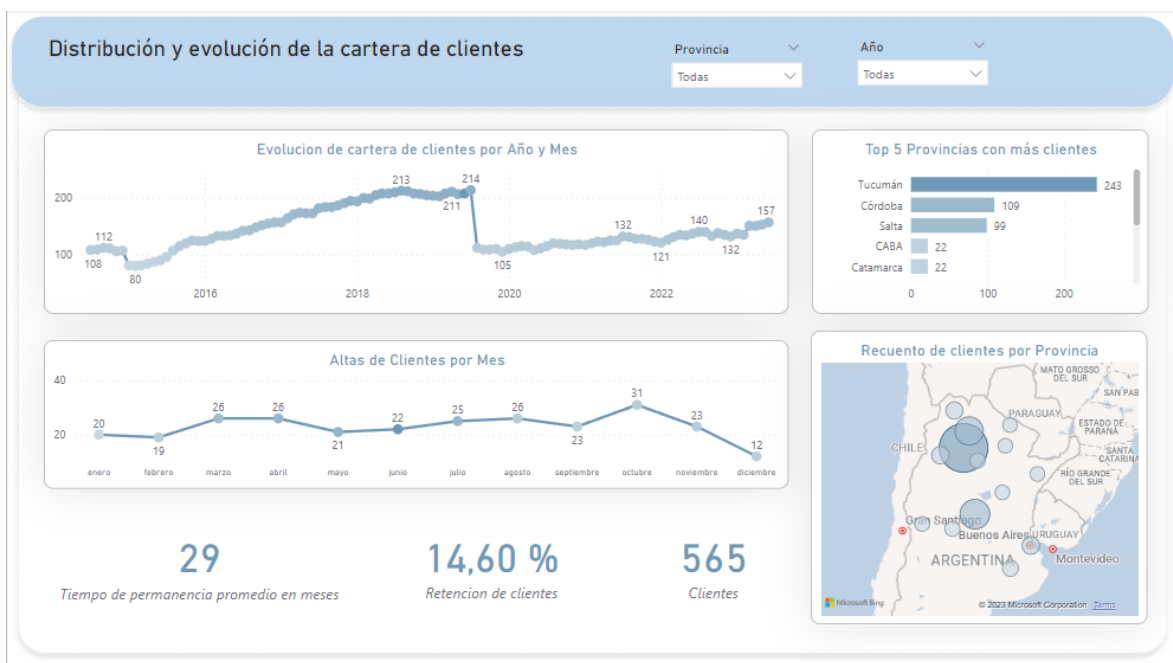 Distribución y evolución de la cartera de clientes
Provincia
Todas
Año
Todas
Evolucion de cartera de clientes por Año y Mes
200
100
108
112
80
213
211
214
105
132
121
140
132
157
2016
2018
2020
2022
Top 5 Provincias con más clientes
Tucumán 243
Córdoba 109
Salta 99
CABA 22
Catamarca 22
0 100 200
Altas de Clientes por Mes
40
20
20
19
26
26
21
22
25
26
23
31
23
12
enero febrero marzo abril mayo junio julio agosto septiembre octubre noviembre diciembre
Recuento de clientes por Provincia
MATO GROSSO
DEL SUR
SAN PAB
PARAGUAY
ESTADO DE
PARANÁ
CHILE
SANTA
CATARINA
RÍO GRANDE
DEL SUR
Gran Santiago
Buenos Aires
URUGUAY
ARGENTINA
Montevideo
Microsoft Bing
© 2023 Microsoft Corporation Terms
29
Tiempo de permanencia promedio en meses
14,60 %
Retencion de clientes
565
Clientes